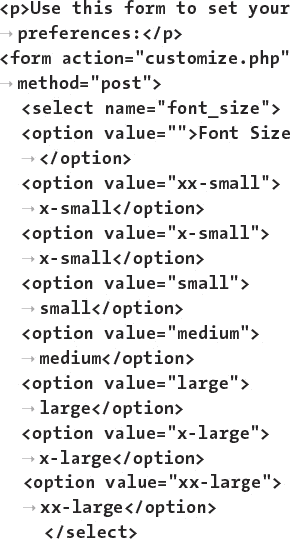 <p>Use this form to set your
→ preferences:</p>
<form action="customize.php"
→ method="post">
<select name="font_size">
<option value="">Font Size
→ </option>
<option value="xx-small">
→ x-small</option>
<option value="x-small">
→ x-small</option>
<option value="small">
→ small</option>
<option value="medium">
→ medium</option>
<option value="large">
→ large</option>
<option value="x-large">
→ x-large</option>
<option value="xx-large">
→ xx-large</option>
</select>